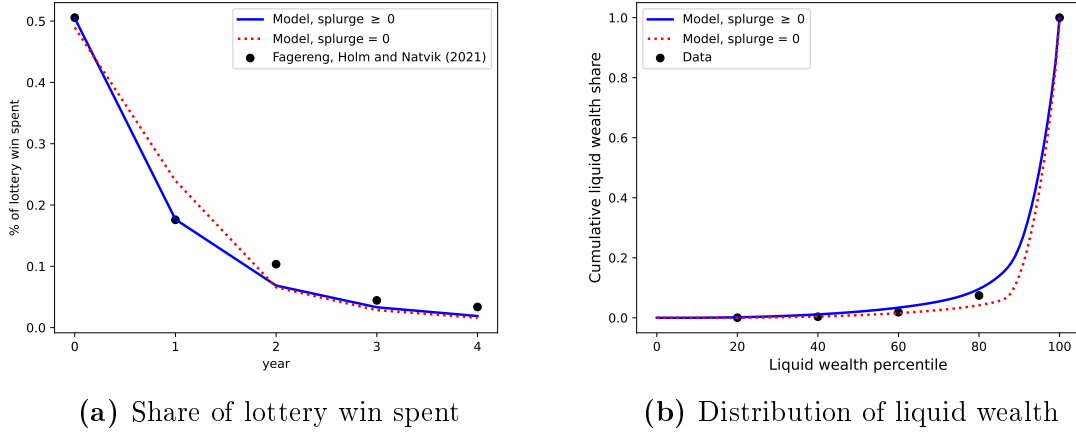 0.5
0.4
0.3
0.2
0.1
0.0
% of lottery win spent
Model, splurge ≥ 0
Model, splurge = 0
Fagereng, Holm and Natvik (2021)
0 1 2 3 4
year
(a) Share of lottery win spent
1.0
0.8
0.6
0.4
0.2
0.0
Cumulative liquid wealth share
Model, splurge ≥ 0
Model, splurge = 0
Data
0 20 40 60 80 100
Liquid wealth percentile
(b) Distribution of liquid wealth